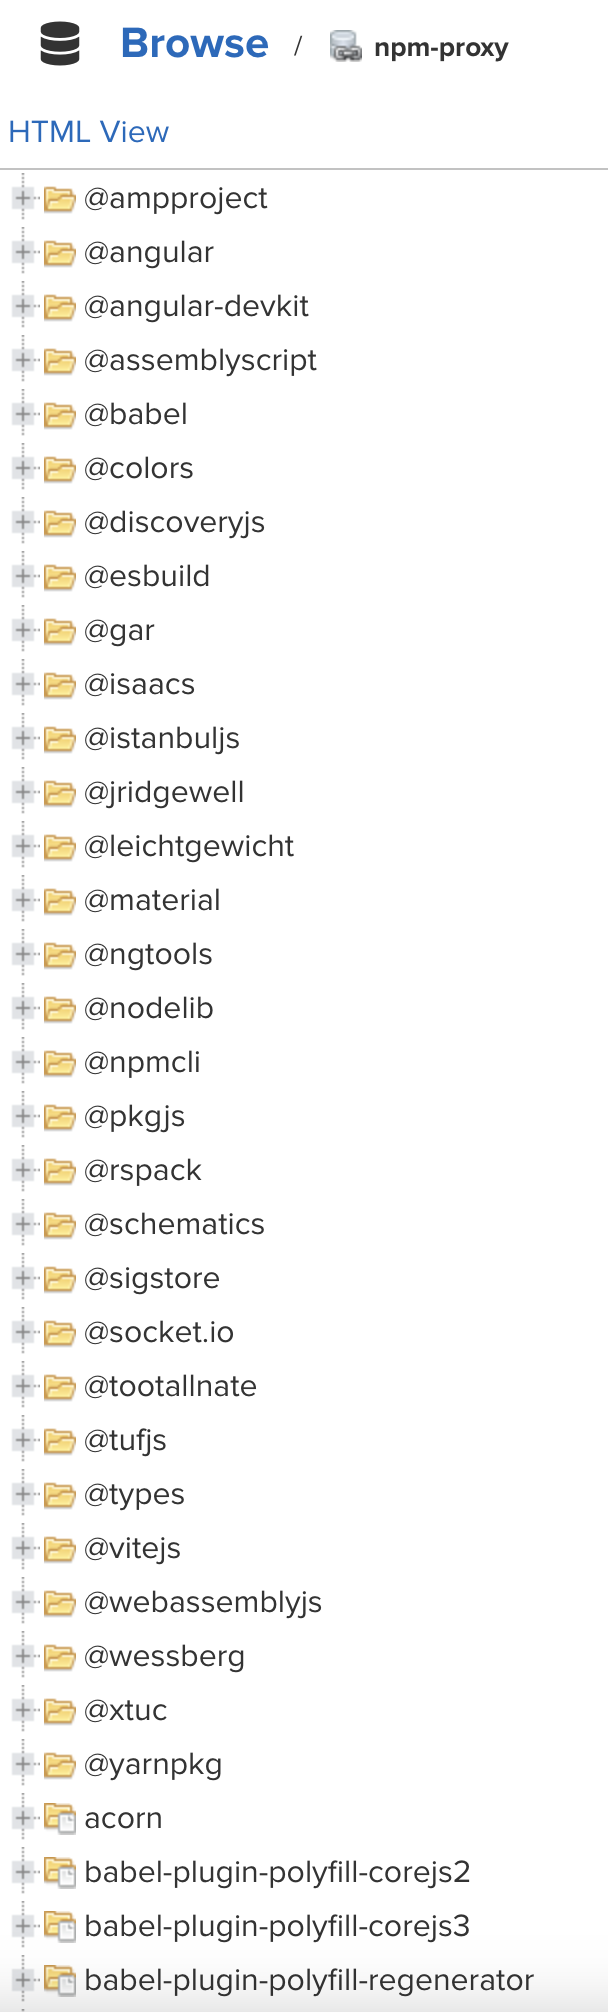 Browse / npm-proxy
HTML View
@ampproject
@angular
@angular-devkit
@assemblyscript
@babel
@colors
@discoveryjs
@esbuild
@gar
@isaacs
@istanbuljs
@jridgewell
@leichtgewicht
@material
@ngtools
@nodelib
@npmcli
@pkgjs
@rspack
@schematics
@sigstore
@socket.io
@tootallnate
@tufjs
@types
@vitejs
@webassemblyjs
@wessberg
@xtuc
@yarnpkg
acorn
babel-plugin-polyfill-corejs2
babel-plugin-polyfill-corejs3
babel-plugin-polyfill-regenerator